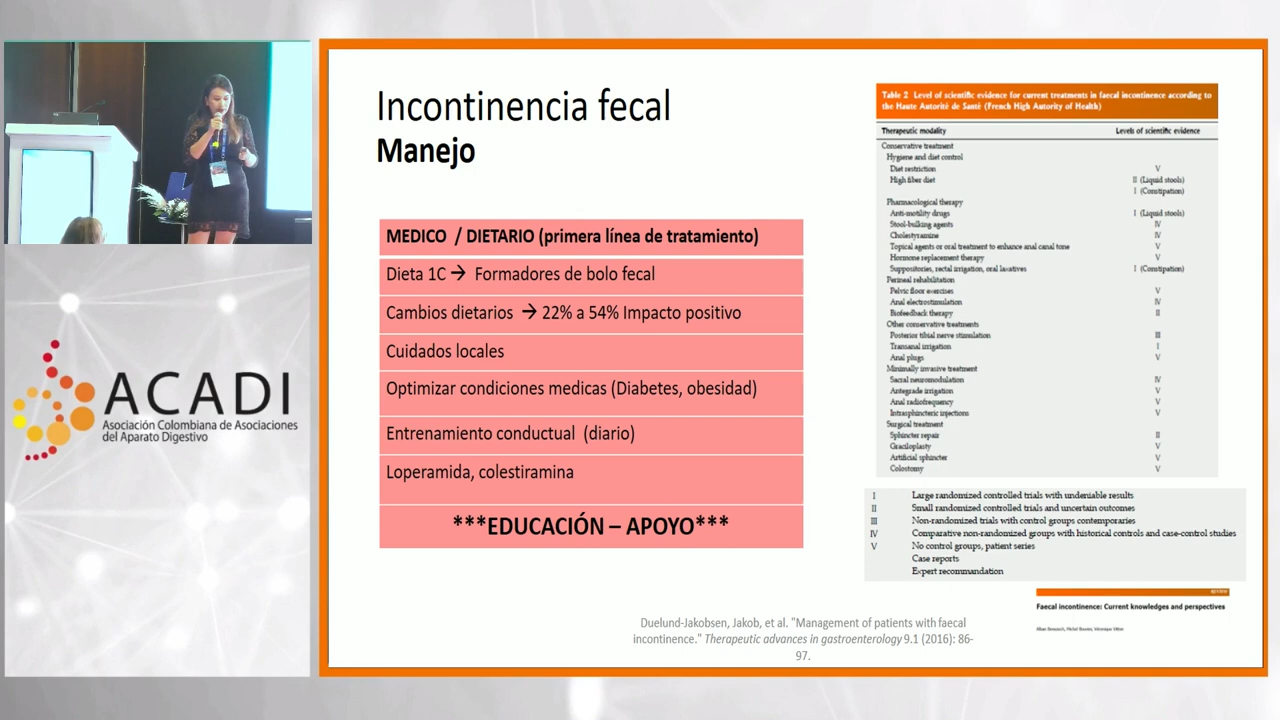 ACADI
Asociación Colombiana de Asociaciones
del Aparato Digestivo
Incontinencia fecal
Manejo
MEDICO / DIETARIO (primera línea de tratamiento)
Dieta 1C → Formadores de bolo fecal
Cambios dietarios → 22% a 54% Impacto positivo
Cuidados locales
Optimizar condiciones medicas (Diabetes, obesidad)
Entrenamiento conductual (diario)
Loperamida, colestiramina
***EDUCACIÓN – APOYO***
Table 2 Level of scientific evidence for current treatments in faecal incontinence according to
the Haute Autorité de Santé (French High Autority of Health)
Therapeutic modality Levels of scientific evidence
Conservative treatment
Hygiene and diet control
Diet restriction V
High fiber diet II (Liquid stools)
I (Constipation)
Pharmacological therapy
Anti-motility drugs I (Liquid stools)
Stool-bulking agents IV
Cholestyramine IV
Topical agents or oral treatment to enhance anal canal tone V
Hormone replacement therapy V
Suppositories, rectal irrigation, oral laxatives I (Constipation)
Perineal rehabilitation
Pelvic floor exercises V
Anal electrostimulation IV
Biofeedback therapy II
Other conservative treatments
Posterior tibial nerve stimulation III
Transanal irrigation I
Anal plugs V
Minimally invasive treatment
Sacral neuromodulation IV
Antegrade irrigation V
Anal radiofrequency V
Intrasphincteric injections V
Surgical treatment
Sphincter repair II
Graciloplasty V
Artificial sphincter V
Colostomy V
I Large randomized controlled trials with undeniable results
II Small randomized controlled trials and uncertain outcomes
III Non-randomized trials with control groups contemporaries
IV Comparative non-randomized groups with historical controls and case-control studies
V No control groups, patient series
Case reports
Expert recommandation
Faecal incontinence: Current knowledges and perspectives
Duelund-Jakobsen, Jakob, et al. "Management of patients with faecal
incontinence." Therapeutic advances in gastroenterology 9.1 (2016): 86-
97.